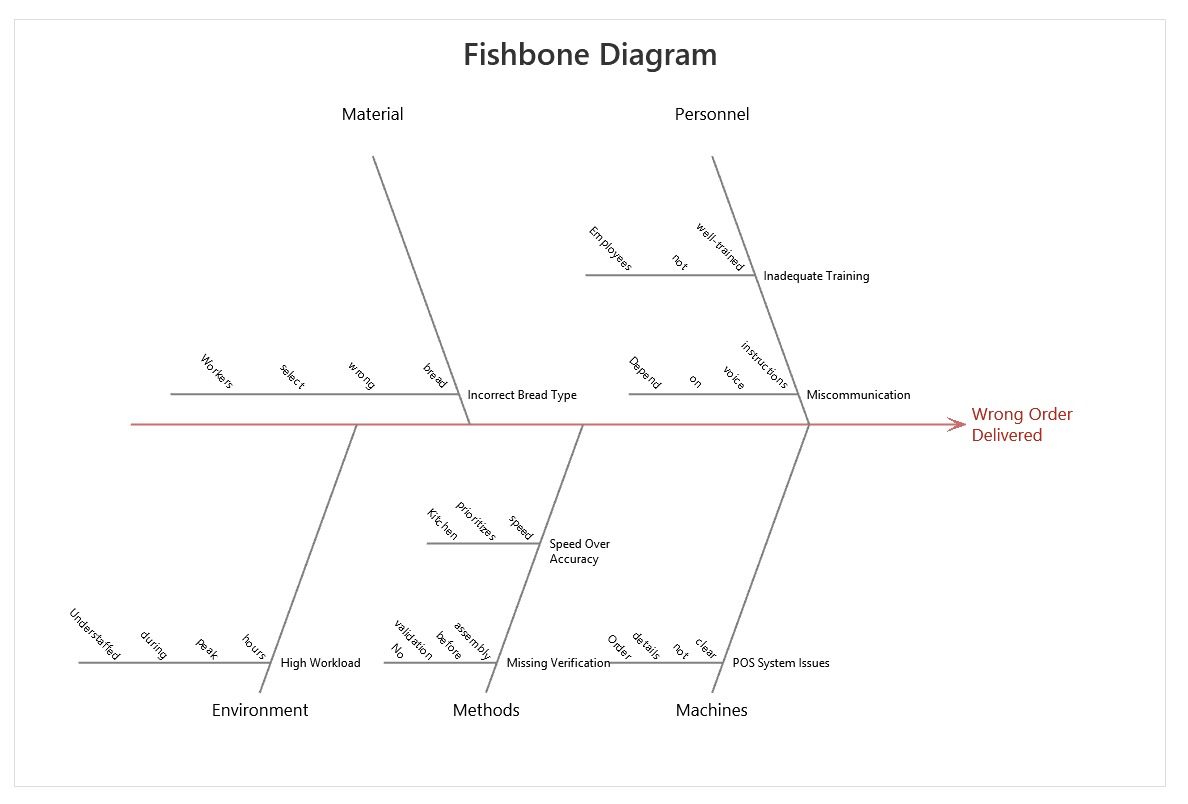 Fishbone Diagram
Material
Personnel
Employees not well-trained
Inadequate Training
Workers select wrong bread
Incorrect Bread Type
Depend on voice instructions
Miscommunication
Wrong Order
Delivered
Kitchen prioritizes speed
Speed Over
Accuracy
Understaffed during peak hours
High Workload
No validation before assembly
Missing Verification
Order details not clear
POS System Issues
Environment
Methods
Machines